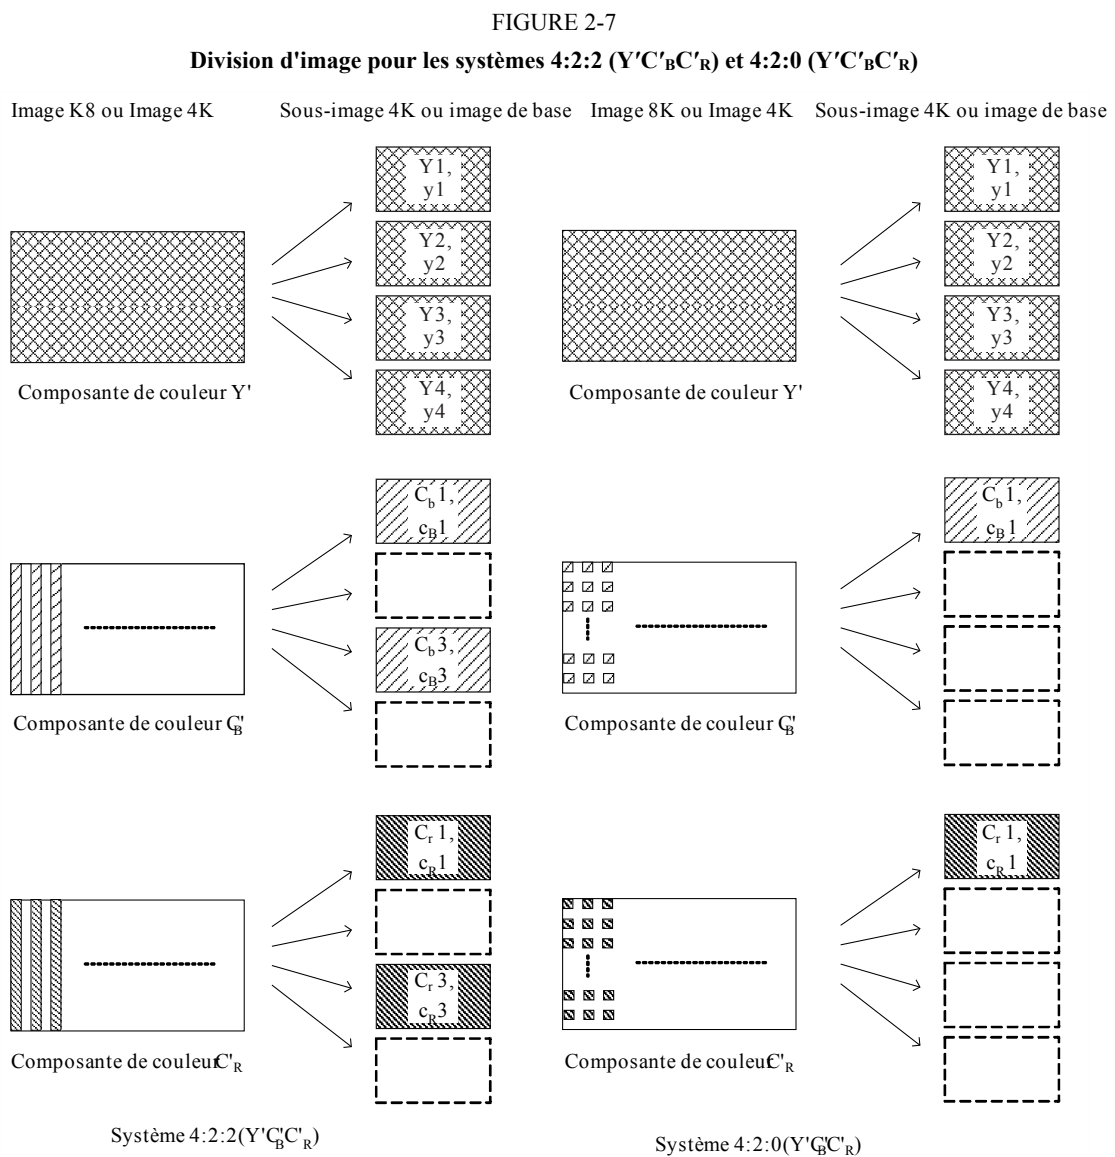 FIGURE 2-7
Division d'image pour les systèmes 4:2:2 (Y′C′BC′R) et 4:2:0 (Y′C′BC′R)
Image K8 ou Image 4K Sous-image 4K ou image de base Image 8K ou Image 4K Sous-image 4K ou image de base
Y1,
y1
Y2,
y2
Y3,
y3
Y4,
y4
Composante de couleur Y'
Y1,
y1
Y2,
y2
Y3,
y3
Y4,
y4
Composante de couleur Y'
Cb1,
cB1
Cb3,
cB3
Composante de couleur C'B
Cb1,
cB1
Composante de couleur C'B
Cr1,
cR1
Cr3,
cR3
Composante de couleur C'R
Cr1,
cR1
Composante de couleur C'R
Système 4:2:2(Y'C'BC'R)
Système 4:2:0(Y'C'BC'R)